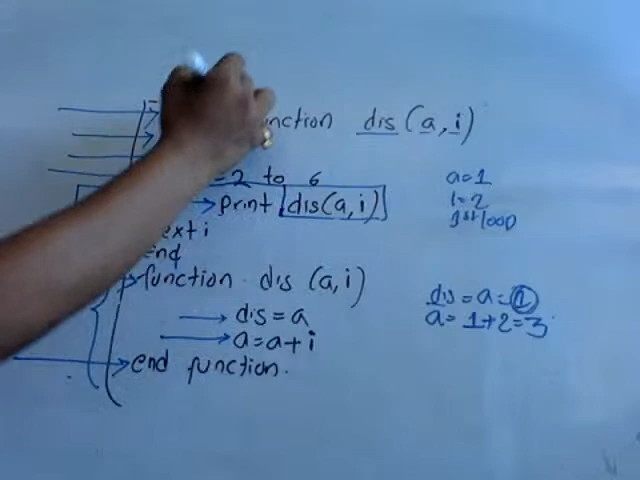 function dis (a, i)
=2 to 6
print dis(a, i)
ext i
end
function dis (a, i)
dis = a
a = a + i
end function.
a=1
i=2
1st loop
dis = a = 1
a = 1+2 = 3